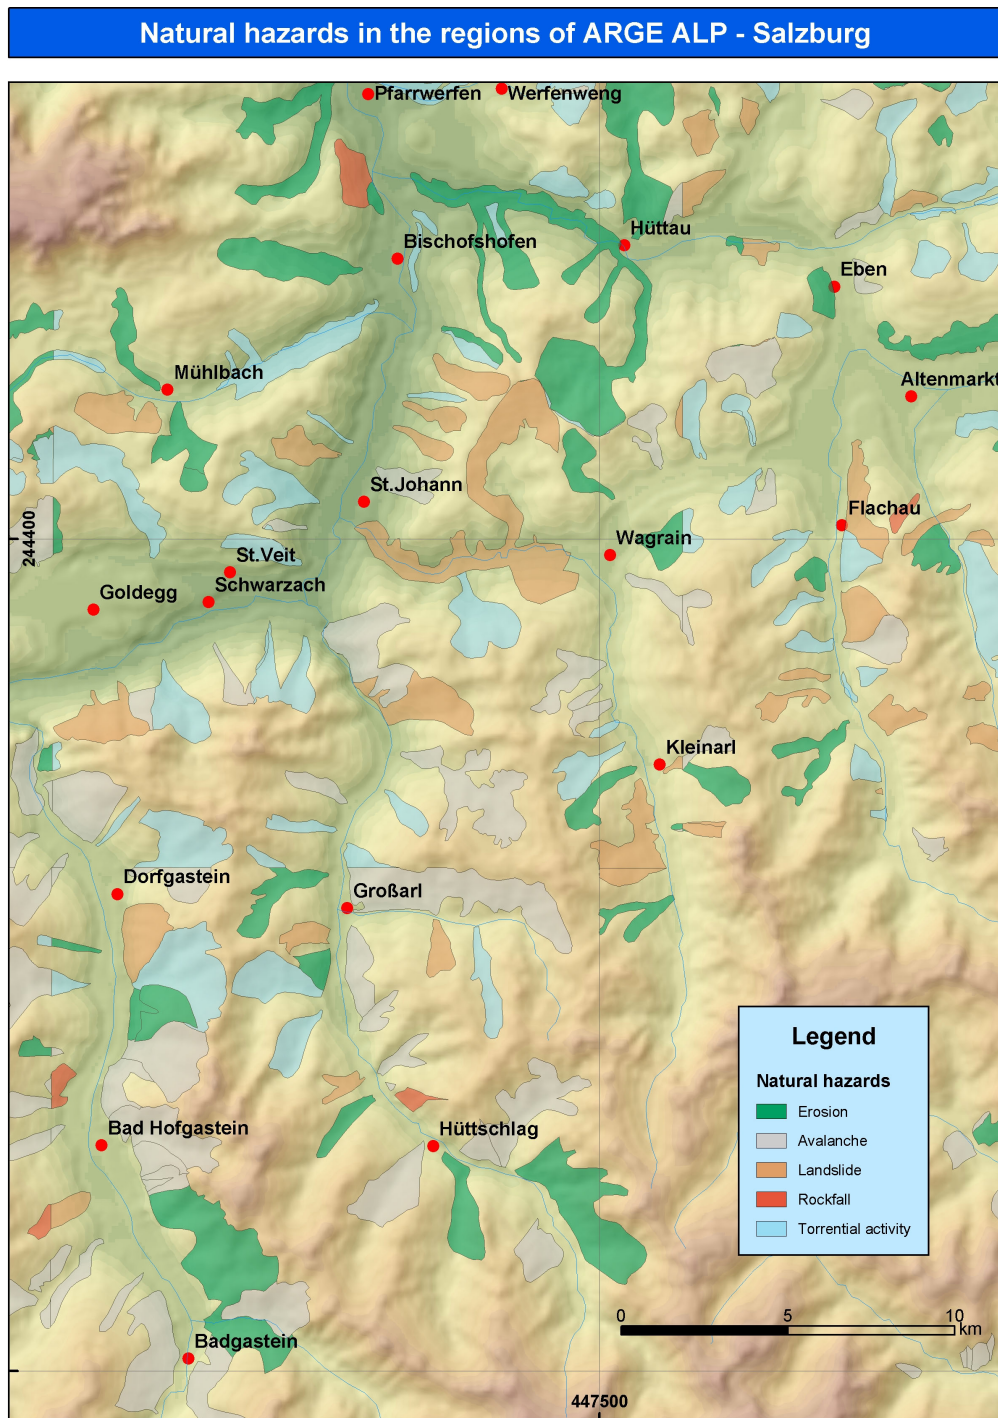 Natural hazards in the regions of ARGE ALP - Salzburg
Pfarrwerfen
Werfenweng
Hüttau
Bischofshofen
Eben
Mühlbach
Altenmarkt
St.Johann
Flachau
244400
Wagrain
St.Veit
Schwarzach
Goldegg
Kleinarl
Dorfgastein
Großarl
Legend
Natural hazards
Erosion
Avalanche
Landslide
Rockfall
Torrential activity
Bad Hofgastein
Hüttschlag
0 5 10
km
Badgastein
447500